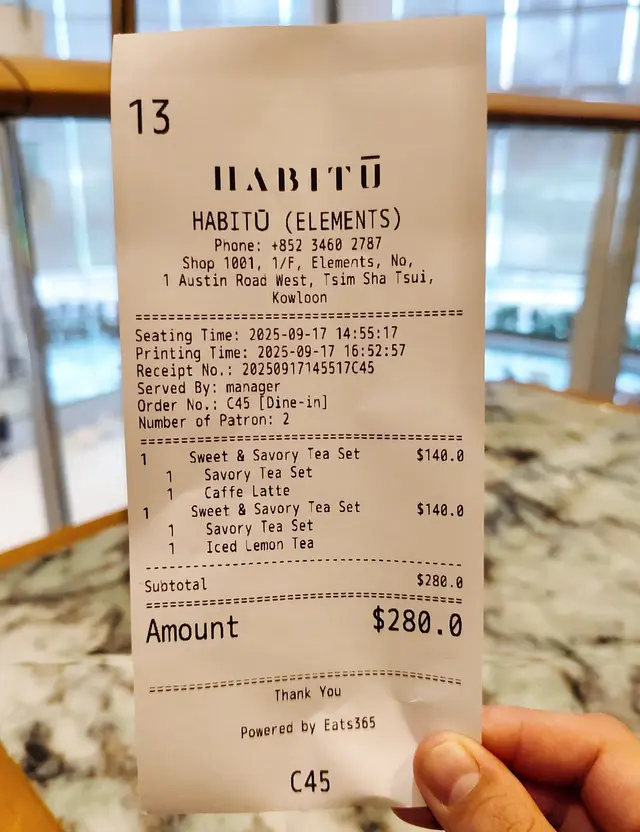 13
HABITŪ
HABITŪ (ELEMENTS)
Phone: +852 3460 2787
Shop 1001, 1/F, Elements, No,
1 Austin Road West, Tsim Sha Tsui,
Kowloon
Seating Time: 2025-09-17 14:55:17
Printing Time: 2025-09-17 16:52:57
Receipt No.: 20250917145517C45
Served By: manager
Order No.: C45 [Dine-in]
Number of Patron: 2
1 Sweet & Savory Tea Set $140.0
1 Savory Tea Set
1 Caffe Latte
1 Sweet & Savory Tea Set $140.0
1 Savory Tea Set
1 Iced Lemon Tea
Subtotal $280.0
Amount $280.0
Thank You
Powered by Eats365
C45